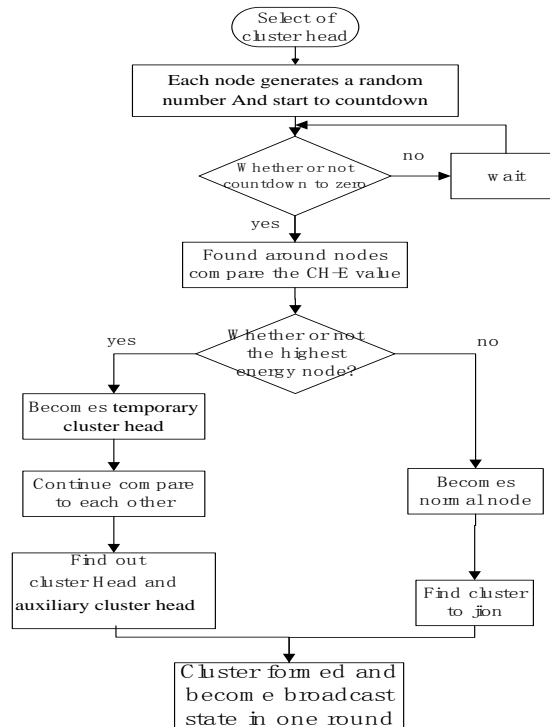 Select of
cluster head
Each node generates a random
number And start to countdown
Whether or not
countdown to zero
no
wait
yes
Found around nodes
compare the CH-E value
Whether or not
the highest
energy node?
yes
no
Becomes temporary
cluster head
Continue compare
to each other
Becomes
normal node
Find out
cluster Head and
auxiliary cluster head
Find cluster
to jion
Cluster formed and
become broadcast
state in one round